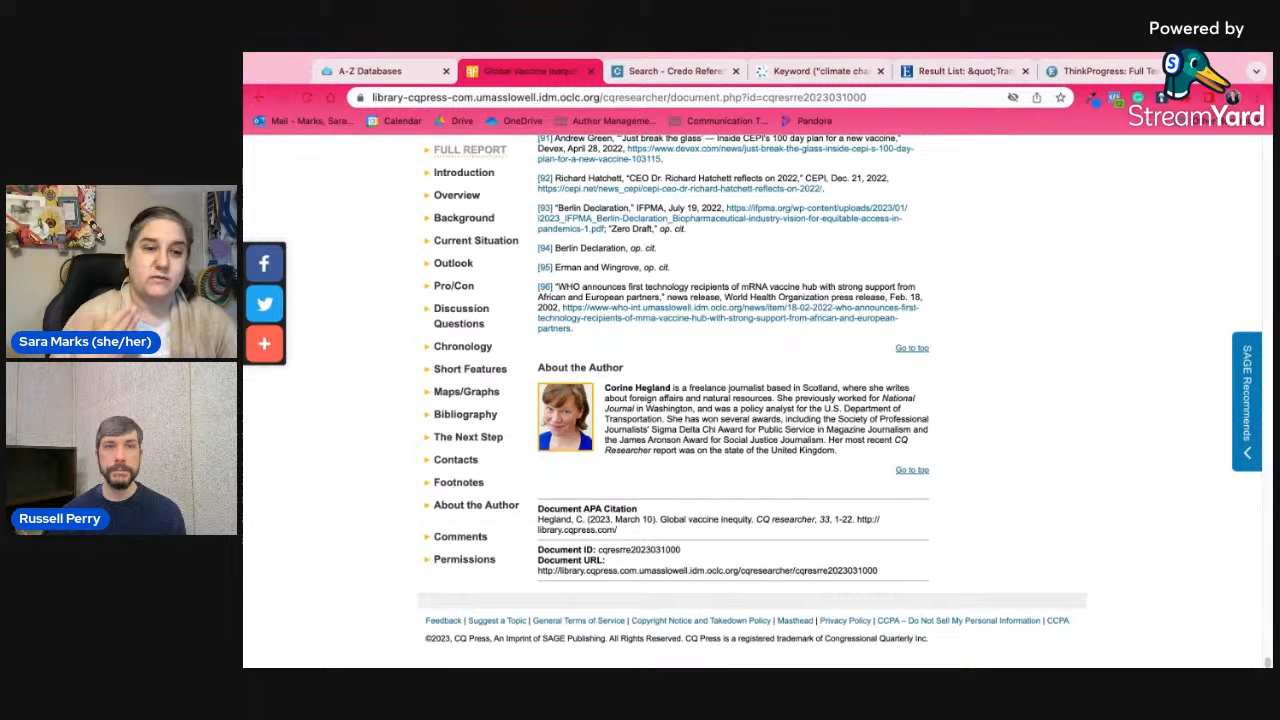 Powered by
StreamYard
A-Z Databases
Global Vaccine Inequi
Search - Credo Refere
Keyword ("climate cha
Result List: &quot;Tran
ThinkProgress: Full Te
library-cqpress-com.umasslowell.idm.oclc.org/cqresearcher/document.php?id=cqresrre2023031000
Mail - Marks, Sara...
Calendar
Drive
OneDrive
Author Manageme...
Communication T...
Pandora
FULL REPORT
Introduction
Overview
Background
Current Situation
Outlook
Pro/Con
Discussion
Questions
Chronology
Short Features
Maps/Graphs
Bibliography
The Next Step
Contacts
Footnotes
About the Author
Comments
Permissions
[91] Andrew Green, "'Just break the glass' — Inside CEPI's 100 day plan for a new vaccine,"
Devex, April 28, 2022, https://www.devex.com/news/just-break-the-glass-inside-cepi-s-100-day-
plan-for-a-new-vaccine-103115.
[92] Richard Hatchett, "CEO Dr. Richard Hatchett reflects on 2022," CEPI, Dec. 21, 2022,
https://cepi.net/news_cepi/cepi-ceo-dr-richard-hatchett-reflects-on-2022/.
[93] "Berlin Declaration," IFPMA, July 19, 2022, https://ifpma.org/wp-content/uploads/2023/01/
i2023_IFPMA_Berlin-Declaration_Biopharmaceutical-industry-vision-for-equitable-access-in-
pandemics-1.pdf; "Zero Draft," op. cit.
[94] Berlin Declaration, op. cit.
[95] Erman and Wingrove, op. cit.
[96] "WHO announces first technology recipients of mRNA vaccine hub with strong support from
African and European partners," news release, World Health Organization press release, Feb. 18,
2002, https://www-who-int.umasslowell.idm.oclc.org/news/item/18-02-2022-who-announces-first-
technology-recipients-of-mrna-vaccine-hub-with-strong-support-from-african-and-european-
partners.
Go to top
About the Author
Corine Hegland is a freelance journalist based in Scotland, where she writes
about foreign affairs and natural resources. She previously worked for National
Journal in Washington, and was a policy analyst for the U.S. Department of
Transportation. She has won several awards, including the Society of Professional
Journalists' Sigma Delta Chi Award for Public Service in Magazine Journalism and
the James Aronson Award for Social Justice Journalism. Her most recent CQ
Researcher report was on the state of the United Kingdom.
Go to top
Document APA Citation
Hegland, C. (2023, March 10). Global vaccine inequity. CQ researcher, 33, 1-22. http://
library.cqpress.com/
Document ID: cqresrre2023031000
Document URL:
http://library.cqpress.com.umasslowell.idm.oclc.org/cqresearcher/cqresrre2023031000
Feedback | Suggest a Topic | General Terms of Service | Copyright Notice and Takedown Policy | Masthead | Privacy Policy | CCPA – Do Not Sell My Personal Information | CCPA
©2023, CQ Press, An Imprint of SAGE Publishing. All Rights Reserved. CQ Press is a registered trademark of Congressional Quarterly Inc.
SAGE Recommends
Sara Marks (she/her)
Russell Perry